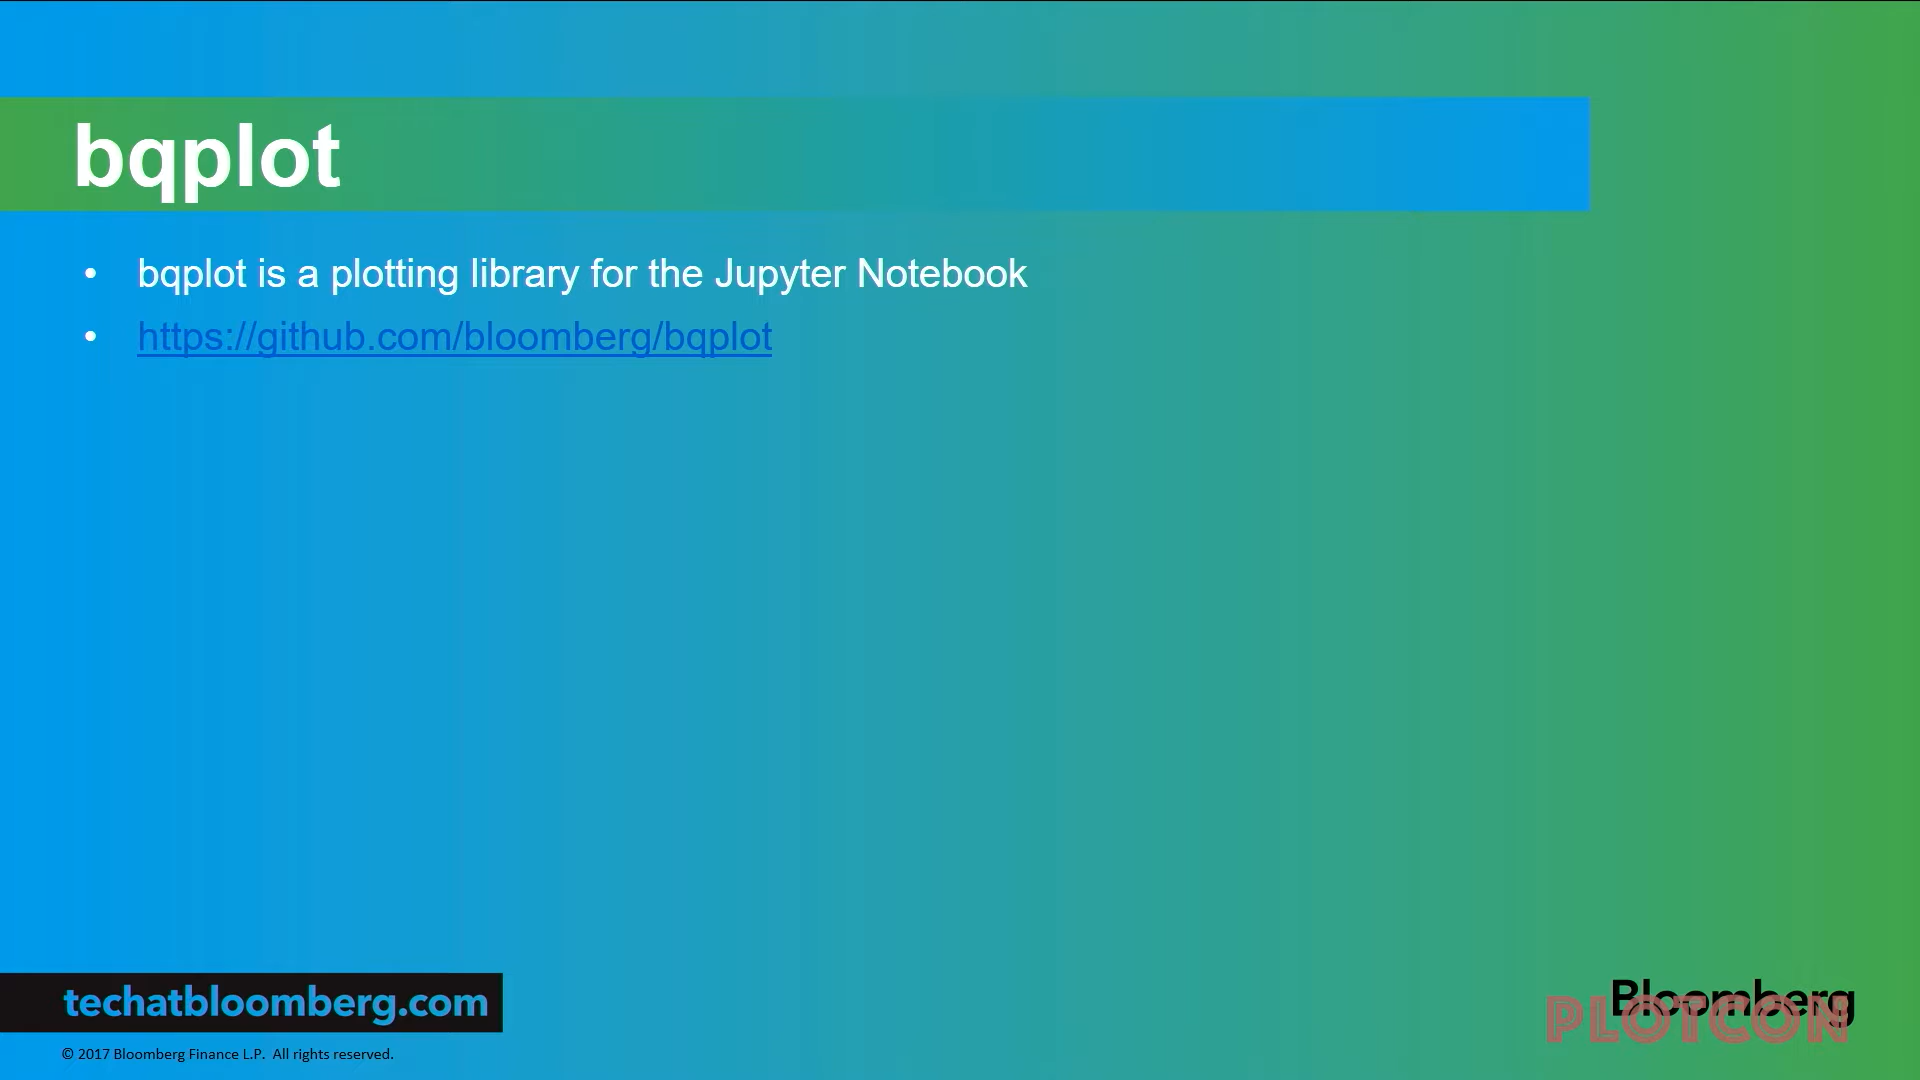 bqplot
• bqplot is a plotting library for the Jupyter Notebook
• https://github.com/bloomberg/bqplot
techatbloomberg.com
Bloomberg
PLOTCON
© 2017 Bloomberg Finance L.P. All rights reserved.